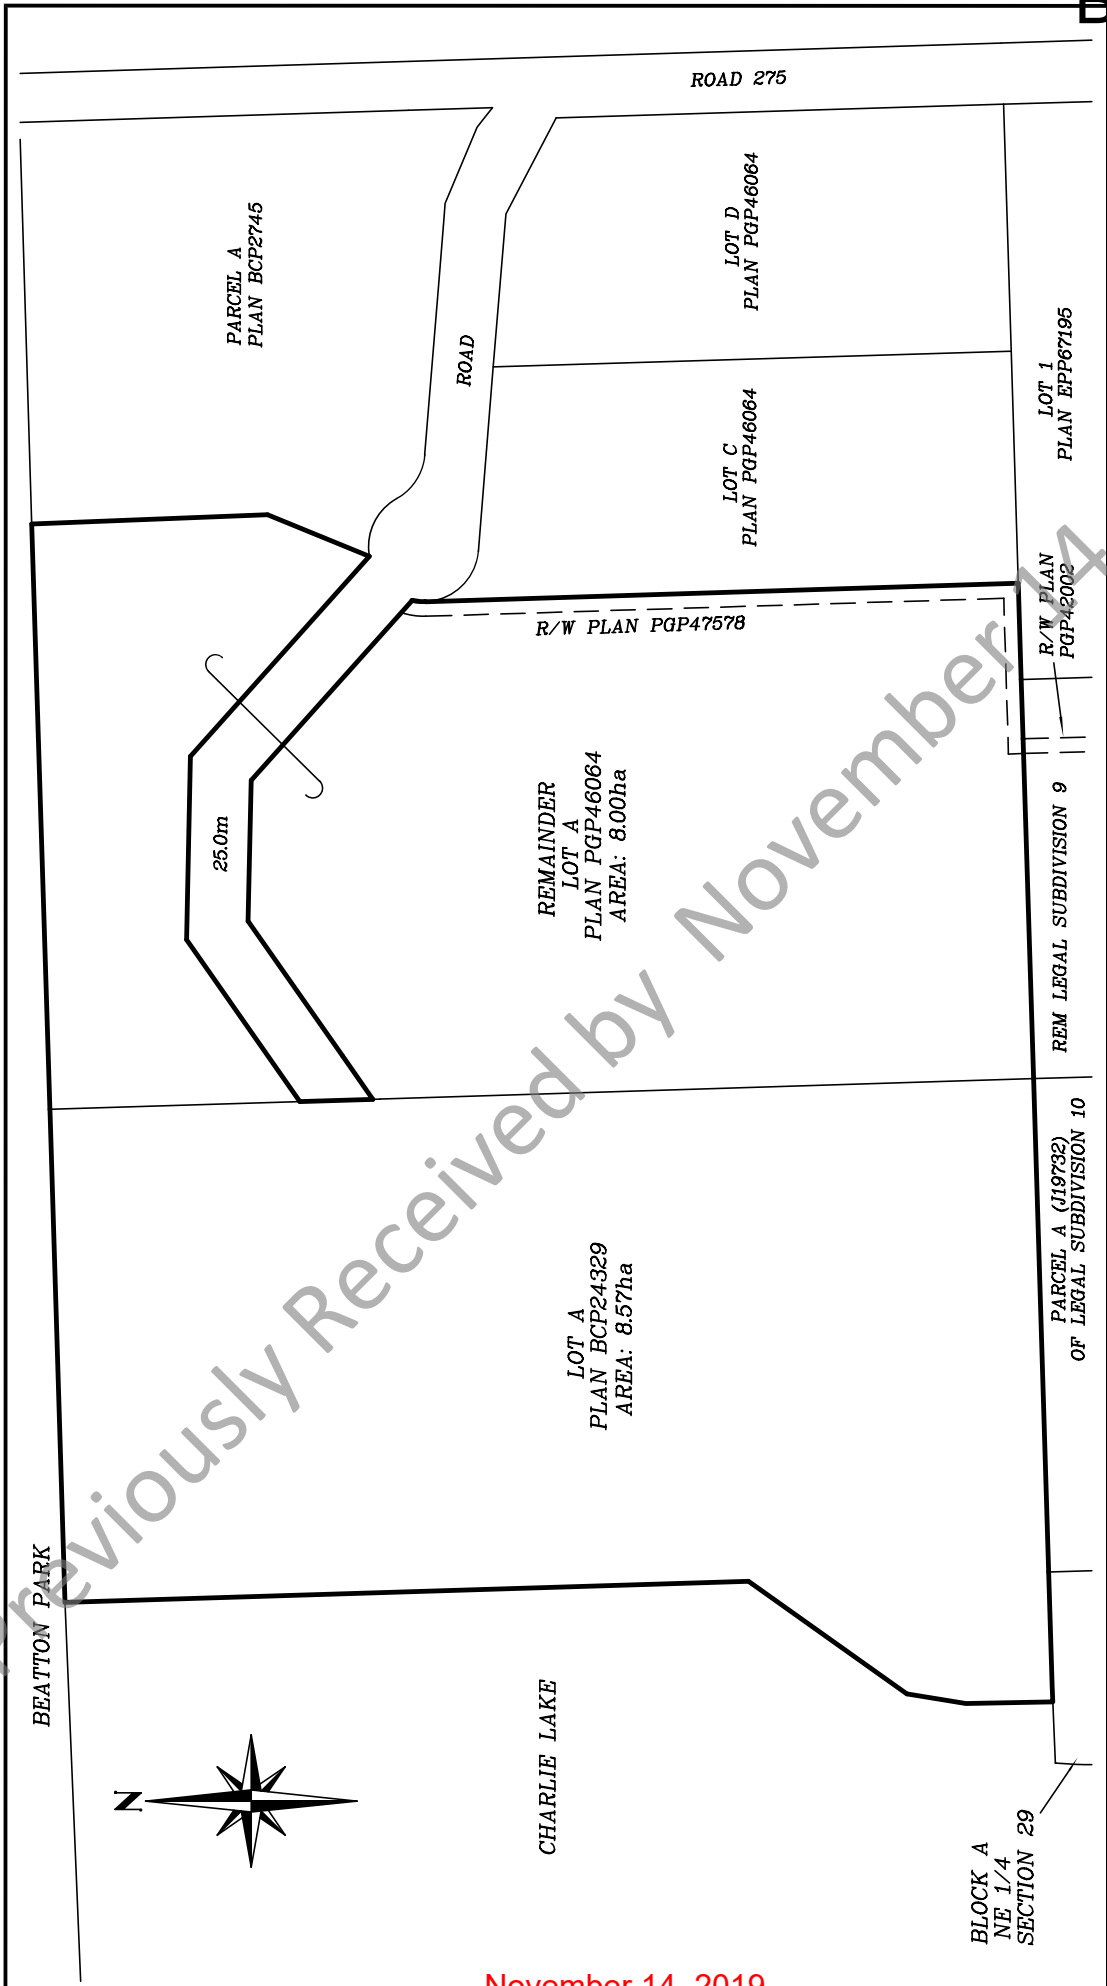 ROAD 275
PARCEL A
PLAN BCP2745
ROAD
LOT D
PLAN PGP46064
LOT C
PLAN PGP46064
LOT 1
PLAN EPP67195
R/W PLAN
PGP42002
R/W PLAN PGP47578
25.0m
REMAINDER
LOT A
PLAN PGP46064
AREA: 8.00ha
REM LEGAL SUBDIVISION 9
PARCEL A (J19732)
OF LEGAL SUBDIVISION 10
LOT A
PLAN BCP24329
AREA: 8.57ha
BEATTON PARK
CHARLIE LAKE
N
BLOCK A
NE 1/4
SECTION 29
Previously Received by November 14
November 14, 2019